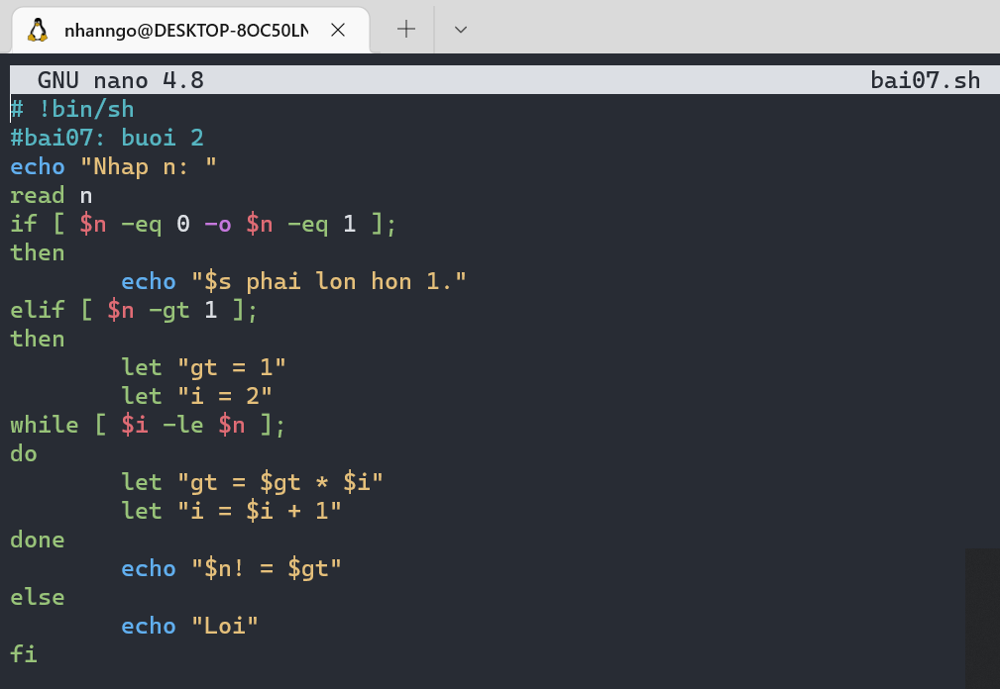 nhanngo@DESKTOP-8OC50LN
GNU nano 4.8 bai07.sh
# !bin/sh
#bai07: buoi 2
echo "Nhap n: "
read n
if [ $n -eq 0 -o $n -eq 1 ];
then
        echo "$s phai lon hon 1."
elif [ $n -gt 1 ];
then
        let "gt = 1"
        let "i = 2"
while [ $i -le $n ];
do
        let "gt = $gt * $i"
        let "i = $i + 1"
done
        echo "$n! = $gt"
else
        echo "Loi"
fi